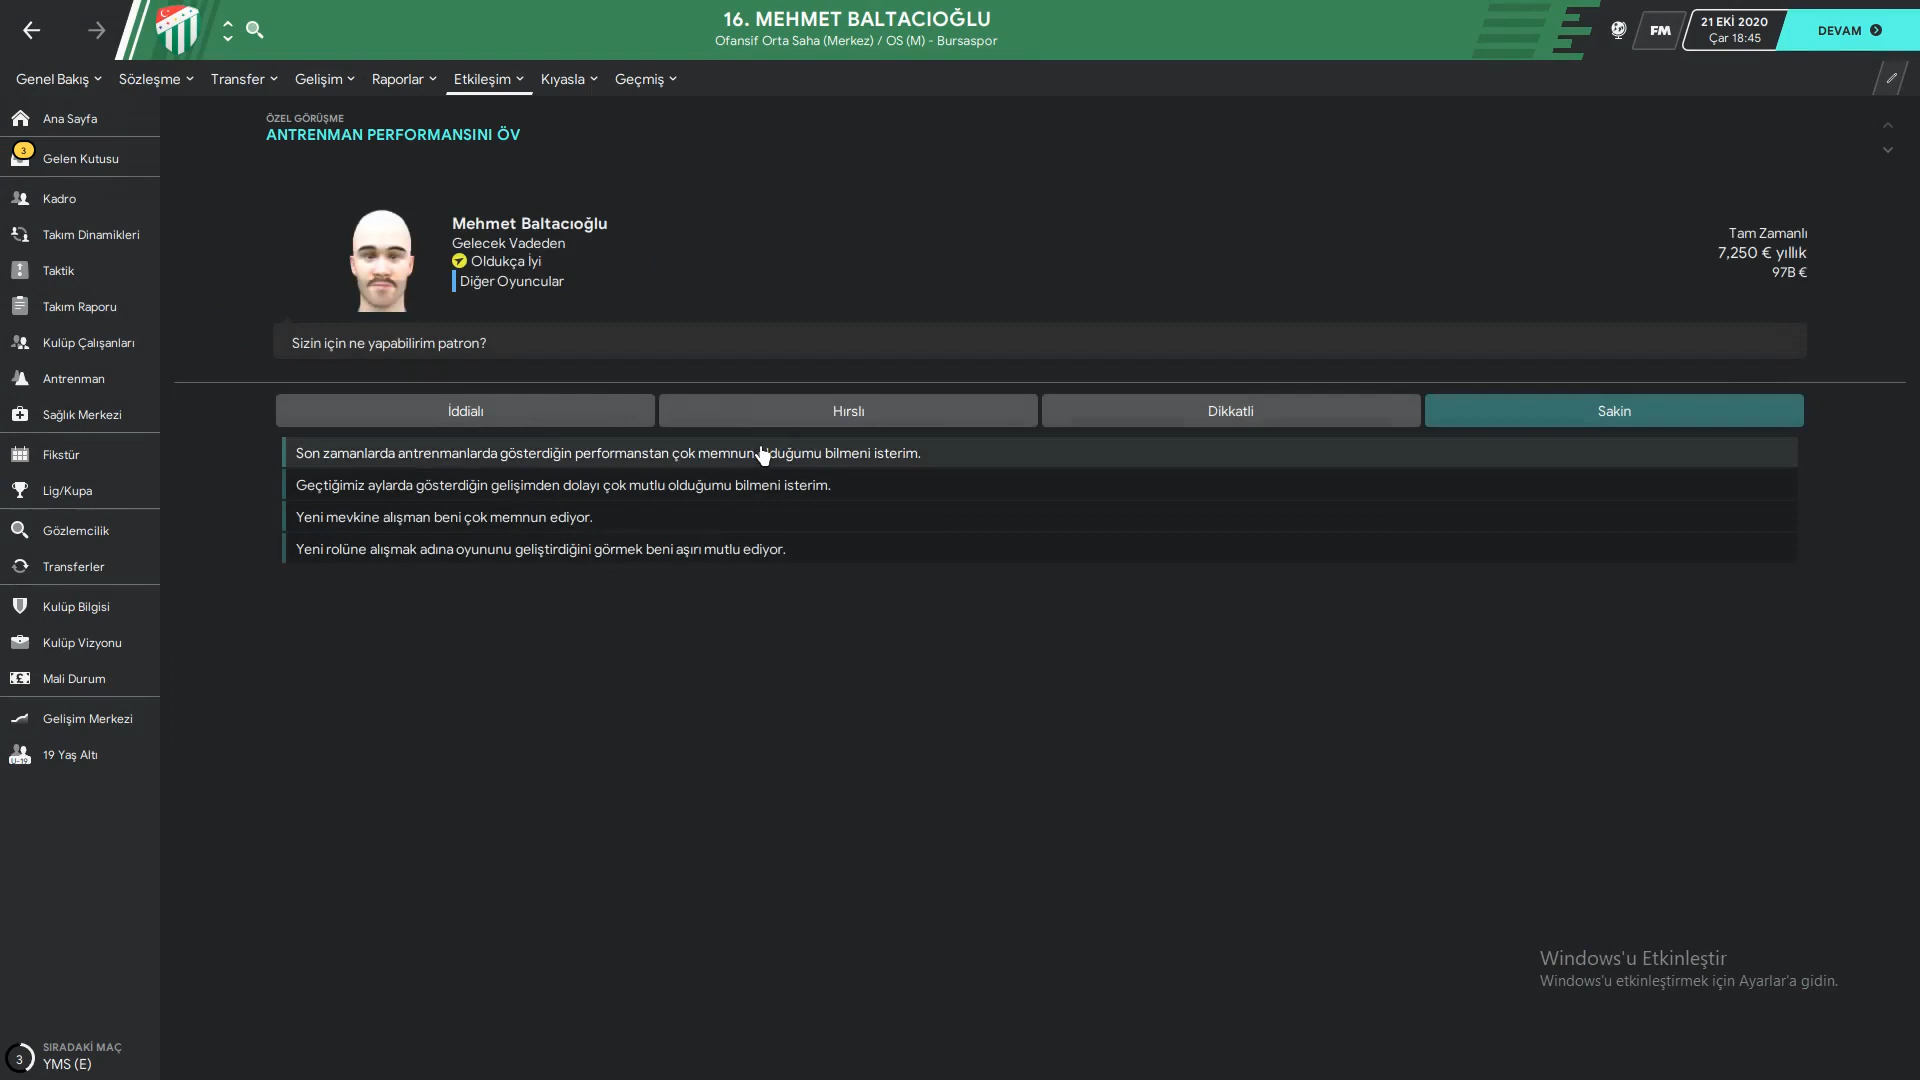 16. MEHMET BALTACIOĞLU
Ofansif Orta Saha (Merkez) / OS (M) - Bursaspor
FM
21 EKİ 2020
Çar 18:45
DEVAM
Genel Bakış
Sözleşme
Transfer
Gelişim
Raporlar
Etkileşim
Kıyasla
Geçmiş
Ana Sayfa
3
Gelen Kutusu
Kadro
Takım Dinamikleri
Taktik
Takım Raporu
Kulüp Çalışanları
Antrenman
Sağlık Merkezi
Fikstür
Lig/Kupa
Gözlemcilik
Transferler
Kulüp Bilgisi
Kulüp Vizyonu
Mali Durum
Gelişim Merkezi
U-19
19 Yaş Altı
3
SIRADAKİ MAÇ
YMS (E)
ÖZEL GÖRÜŞME
ANTRENMAN PERFORMANSINI ÖV
Mehmet Baltacıoğlu
Gelecek Vadeden
Oldukça İyi
Diğer Oyuncular
Tam Zamanlı
7,250 € yıllık
97B €
Sizin için ne yapabilirim patron?
İddialı
Hırslı
Dikkatli
Sakin
Son zamanlarda antrenmanlarda gösterdiğin performanstan çok memnun olduğumu bilmeni isterim.
Geçtiğimiz aylarda gösterdiğin gelişimden dolayı çok mutlu olduğumu bilmeni isterim.
Yeni mevkine alışman beni çok memnun ediyor.
Yeni rolüne alışmak adına oyununu geliştirdiğini görmek beni aşırı mutlu ediyor.
Windows'u Etkinleştir
Windows'u etkinleştirmek için Ayarlar'a gidin.